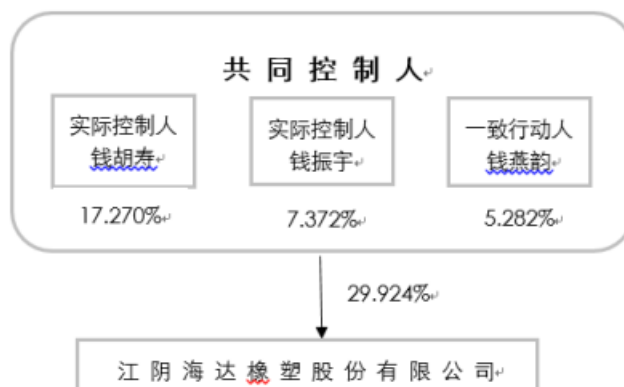 共同控制人
实际控制人
钱胡寿
实际控制人
钱振宇
一致行动人
钱燕韵
17.270%
7.372%
5.282%
29.924%
江阴海达橡塑股份有限公司